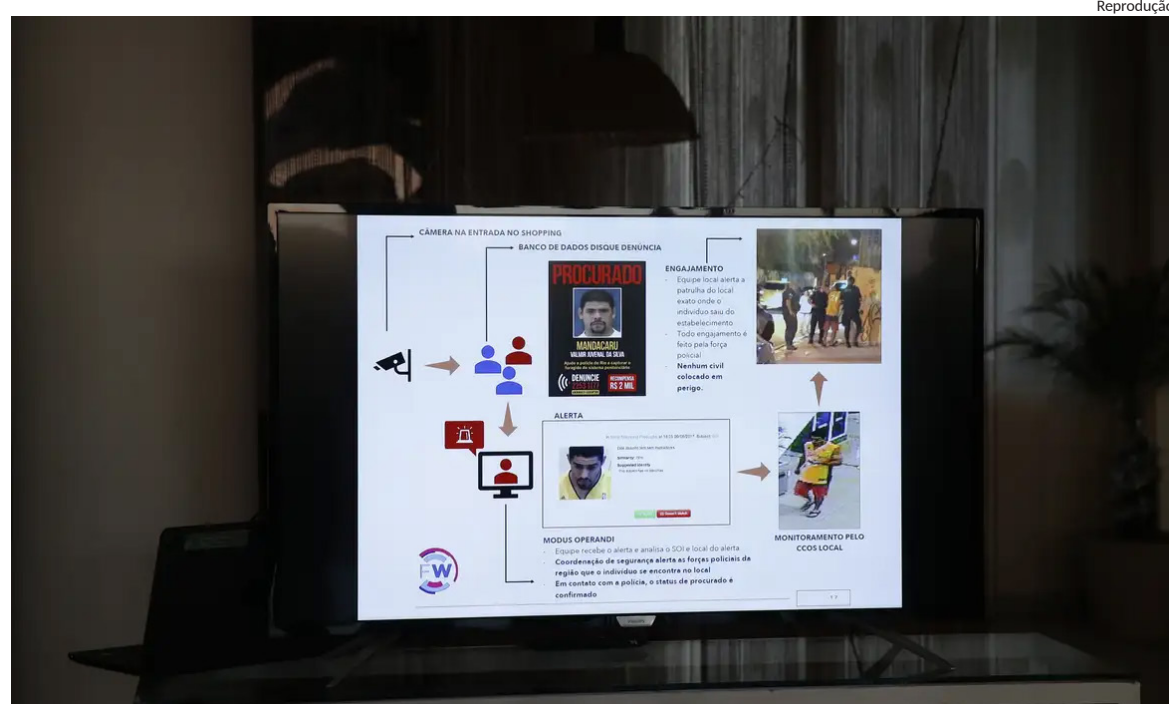 Reprodução
CÂMERA NA ENTRADA NO SHOPPING
BANCO DE DADOS DISQUE DENÚNCIA
PROCURADO
MANDACARU
VALMIR JUVENAL DA SILVA
DENUNCIE
RECOMPENSA
R$ 2 MIL
ENGAJAMENTO
- Equipe local alerta a
patrulha do local
exato onde o
indivíduo saiu do
estabelecimento
- Todo engajamento é
feito pela força
policial
- Nenhum civil
colocado em
perigo.
ALERTA
MONITORAMENTO PELO
CCOS LOCAL
MODUS OPERANDI
- Equipe recebe o alerta e analisa o SOI e local do alerta
- Coordenação de segurança alerta as forças policiais da
região que o indivíduo se encontra no local
- Em contato com a polícia, o status de procurado é
confirmado
FW
PHILIPS